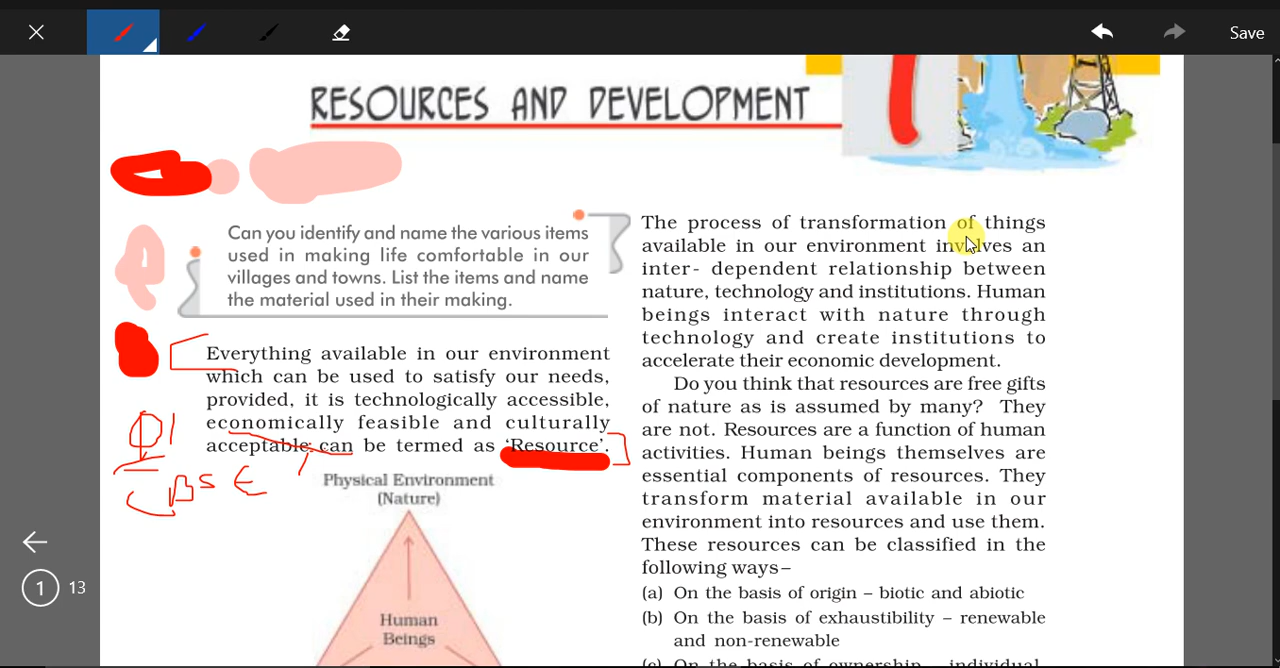 Save
RESOURCES AND DEVELOPMENT
Can you identify and name the various items
used in making life comfortable in our
villages and towns. List the items and name
the material used in their making.
Everything available in our environment
which can be used to satisfy our needs,
provided, it is technologically accessible,
economically feasible and culturally
acceptable can be termed as ‘Resource’.
Q1
CBSE
Physical Environment
(Nature)
Human
Beings
1 13
The process of transformation of things
available in our environment involves an
inter- dependent relationship between
nature, technology and institutions. Human
beings interact with nature through
technology and create institutions to
accelerate their economic development.
Do you think that resources are free gifts
of nature as is assumed by many? They
are not. Resources are a function of human
activities. Human beings themselves are
essential components of resources. They
transform material available in our
environment into resources and use them.
These resources can be classified in the
following ways–
(a) On the basis of origin – biotic and abiotic
(b) On the basis of exhaustibility – renewable
and non-renewable
(c) On the basis of ownership – individual,